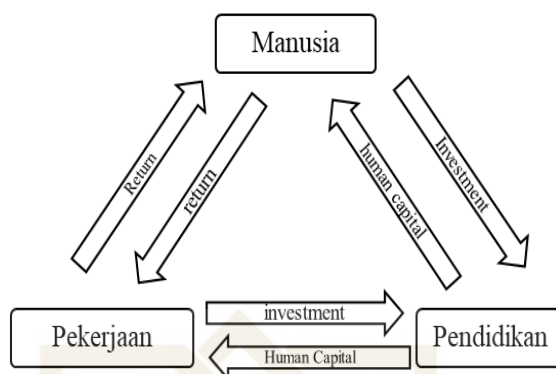 Manusia
Return
return
human capital
Investment
investment
Pekerjaan
Pendidikan
Human Capital